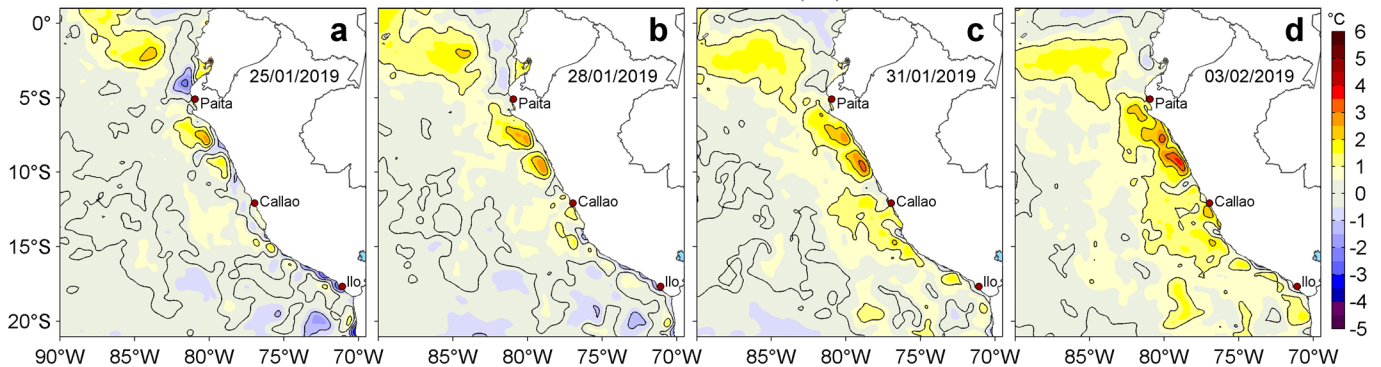 a b c d
°C
0°
5°S
10°S
15°S
20°S
25/01/2019 28/01/2019 31/01/2019 03/02/2019
Paita Paita Paita Paita
Callao Callao Callao Callao
Ilo Ilo Ilo Ilo
90°W 85°W 80°W 75°W 70°W 85°W 80°W 75°W 70°W 85°W 80°W 75°W 70°W 85°W 80°W 75°W 70°W
6
5
4
3
2
1
0
-1
-2
-3
-4
-5